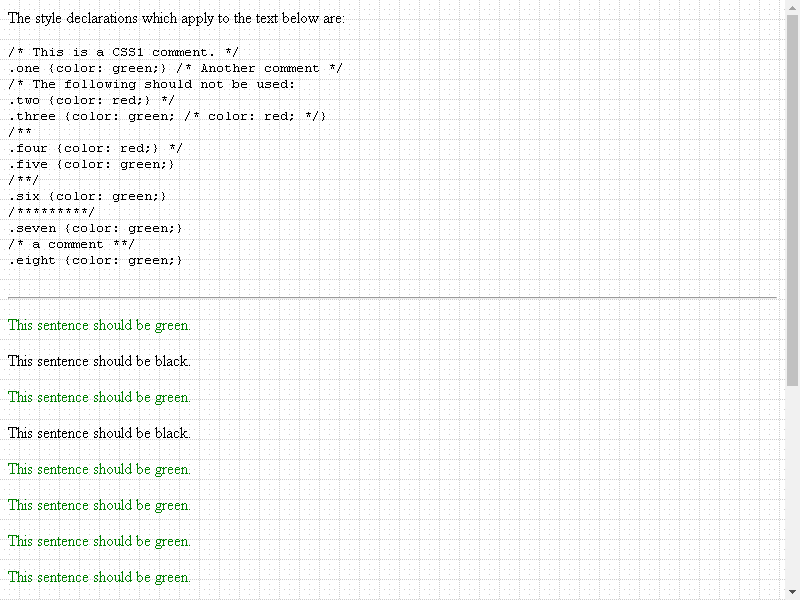 The style declarations which apply to the text below are:
/* This is a CSS1 comment. */
.one {color: green;} /* Another comment */
/* The following should not be used:
.two {color: red;} */
.three {color: green; /* color: red; */}
/**
.four {color: red;} */
.five {color: green;}
/**/
.six {color: green;}
/*********/
.seven {color: green;}
/* a comment **/
.eight {color: green;}
This sentence should be green.
This sentence should be black.
This sentence should be green.
This sentence should be black.
This sentence should be green.
This sentence should be green.
This sentence should be green.
This sentence should be green.